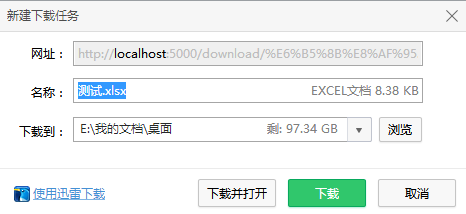 新建下载任务
网址： http://localhost:5000/download/%E6%B5%8B%E8%AF%95
名称： 测试.xlsx EXCEL文档 8.38 KB
下载到： E:\我的文档\桌面 剩: 97.34 GB 浏览
使用迅雷下载 下载并打开 下载 取消